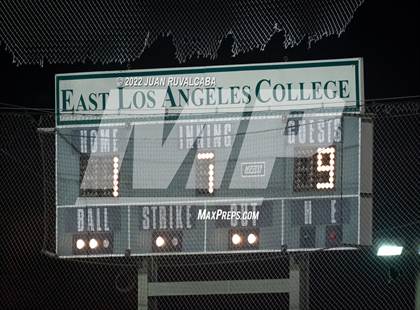 ©2022 JUAN RUVALCABA
EAST LOS ANGELES COLLEGE
HOME INNING GUESTS
1 7 9
BALL STRIKE OUT H E
MAXPREPS.COM